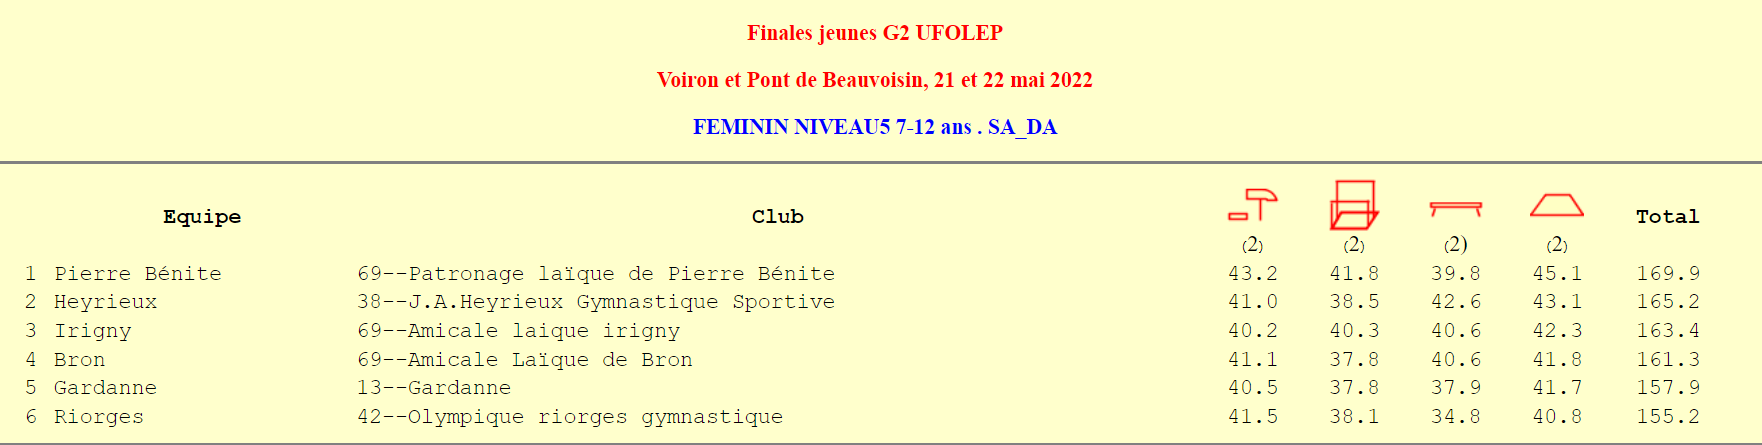 Finales jeunes G2 UFOLEP
Voiron et Pont de Beauvoisin, 21 et 22 mai 2022
FEMININ NIVEAU5 7-12 ans . SA_DA
Equipe Club Total
(2) (2) (2) (2)
1 Pierre Bénite 69--Patronage laïque de Pierre Bénite 43.2 41.8 39.8 45.1 169.9
2 Heyrieux 38--J.A.Heyrieux Gymnastique Sportive 41.0 38.5 42.6 43.1 165.2
3 Irigny 69--Amicale laique irigny 40.2 40.3 40.6 42.3 163.4
4 Bron 69--Amicale Laïque de Bron 41.1 37.8 40.6 41.8 161.3
5 Gardanne 13--Gardanne 40.5 37.8 37.9 41.7 157.9
6 Riorges 42--Olympique riorges gymnastique 41.5 38.1 34.8 40.8 155.2